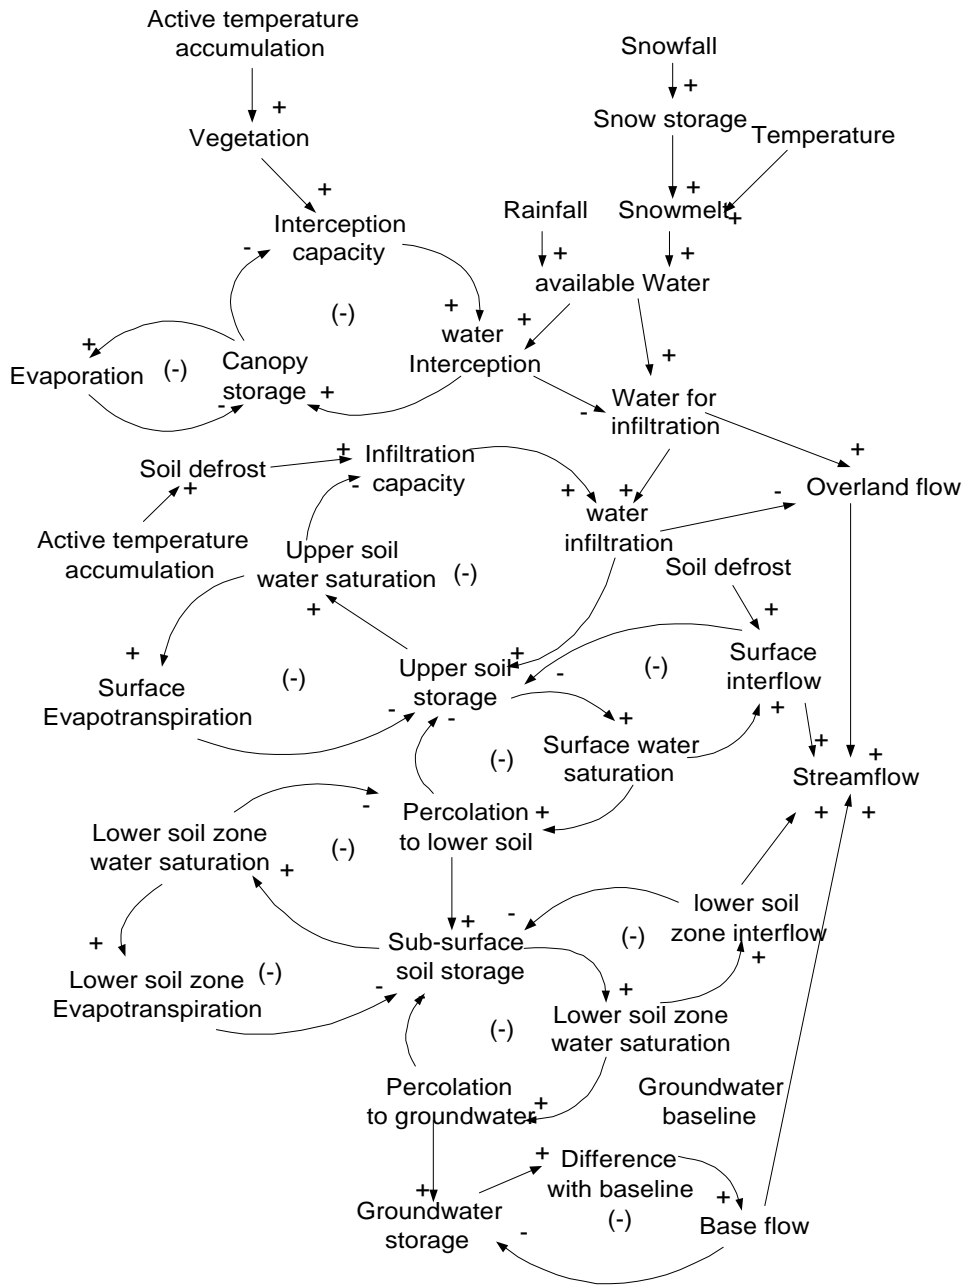 Active temperature
accumulation
Snowfall
+
+
Snow storage
Temperature
Vegetation
+
+
+
Rainfall
Snowmelt
Interception
capacity
-
+
+
available Water
+
+
(-)
water
Interception
+
+
Evaporation
(-)
Canopy
storage
-
+
Water for
infiltration
-
+
Soil defrost
+
Infiltration
capacity
-
+
+
+
-
Overland flow
water
infiltration
Active temperature
accumulation
Upper soil
water saturation
(-)
Soil defrost
+
+
+
Surface
Evapotranspiration
(-)
Upper soil
storage
+
-
(-)
Surface
interflow
-
-
+
+
Surface water
saturation
(-)
+
+
Streamflow
-
Percolation
to lower soil
+
+
+
Lower soil zone
water saturation
+
(-)
lower soil
zone interflow
+
-
+
Sub-surface
soil storage
(-)
+
Lower soil zone
Evapotranspiration
(-)
-
+
(-)
Lower soil zone
water saturation
Percolation
to groundwater
+
Groundwater
baseline
+
Difference
with baseline
+
+
Groundwater
storage
(-)
-
Base flow